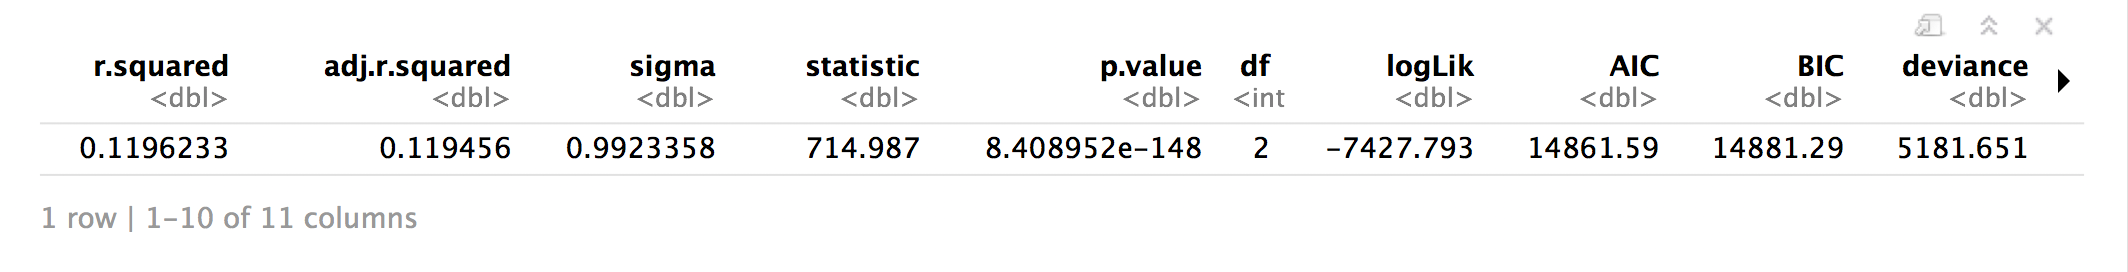 r.squared adj.r.squared sigma statistic p.value df logLik AIC BIC deviance
<dbl> <dbl> <dbl> <dbl> <dbl> <int <dbl> <dbl> <dbl> <dbl>
0.1196233 0.119456 0.9923358 714.987 8.408952e-148 2 -7427.793 14861.59 14881.29 5181.651
1 row | 1-10 of 11 columns